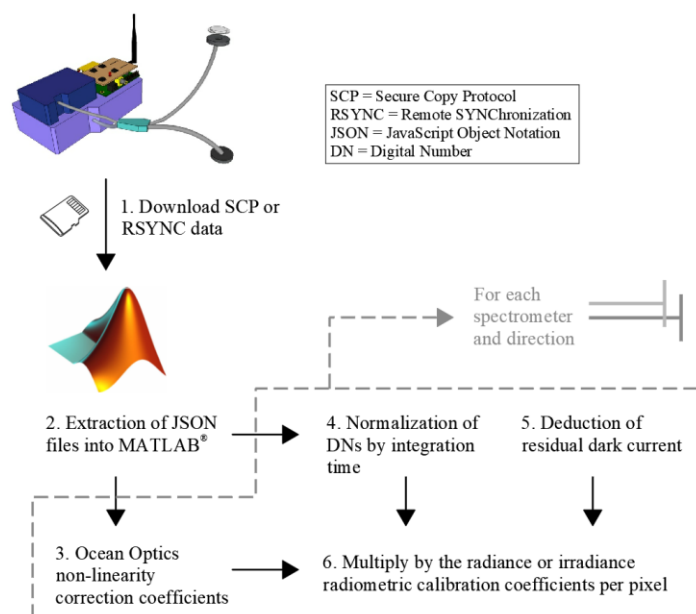 SCP = Secure Copy Protocol
RSYNC = Remote SYNChronization
JSON = JavaScript Object Notation
DN = Digital Number
1. Download SCP or
RSYNC data
For each
spectrometer
and direction
2. Extraction of JSON
files into MATLAB®
4. Normalization of
DNs by integration
time
5. Deduction of
residual dark current
3. Ocean Optics
non-linearity
correction coefficients
6. Multiply by the radiance or irradiance
radiometric calibration coefficients per pixel